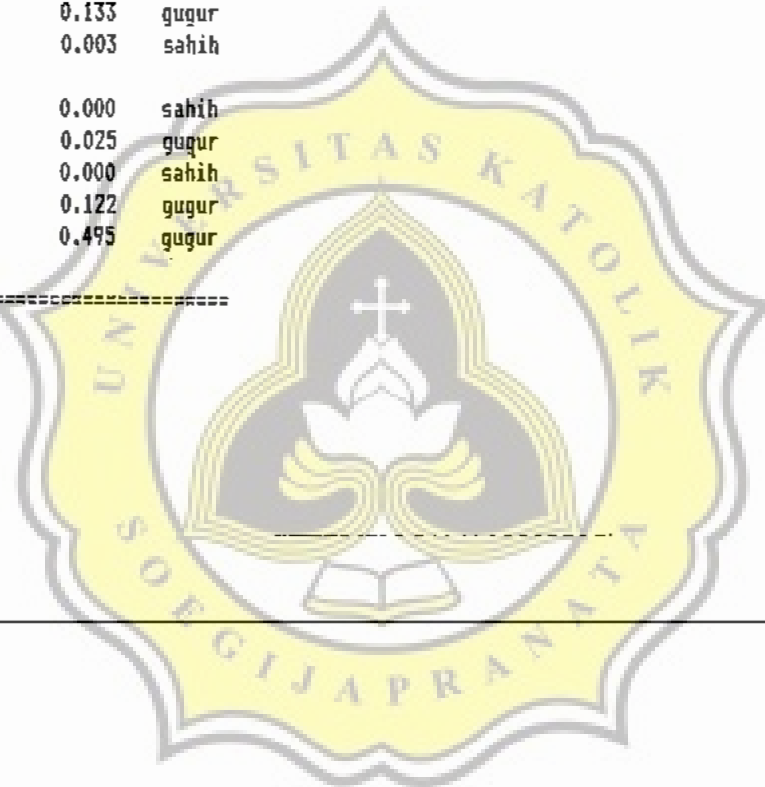 0.133 gugur
0.003 sahih
0.000 sahih
0.025 gugur
0.000 sahih
0.122 gugur
0.495 gugur
=======================
UNIVERSITAS KATOLIK
SOEGIJAPRANATA